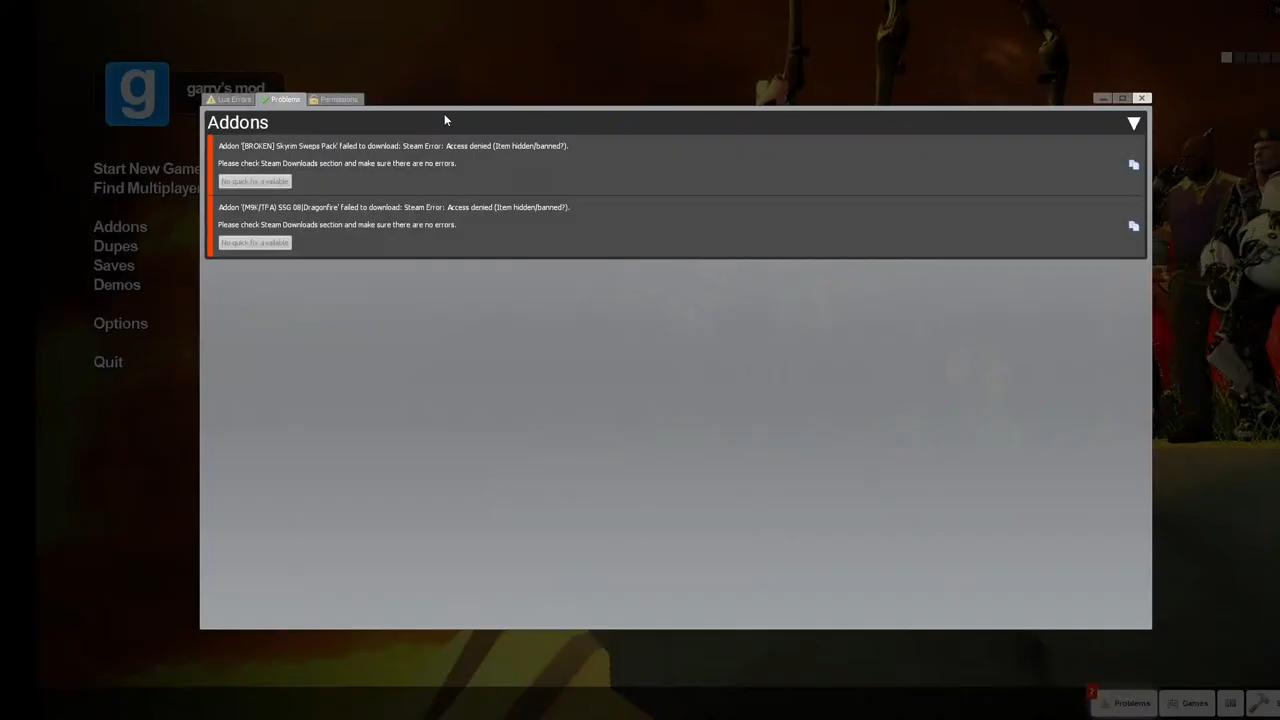 g
garry's mod
Lua Errors
Problems
Permissions
Addons
Addon '[BROKEN] Skyrim Sweps Pack' failed to download: Steam Error: Access denied (Item hidden/banned?).
Please check Steam Downloads section and make sure there are no errors.
No quick fix available
Addon '(M9K/TFA) SSG 08|Dragonfire' failed to download: Steam Error: Access denied (Item hidden/banned?).
Please check Steam Downloads section and make sure there are no errors.
No quick fix available
Start New Game
Find Multiplayer
Addons
Dupes
Saves
Demos
Options
Quit
2
Problems
Games